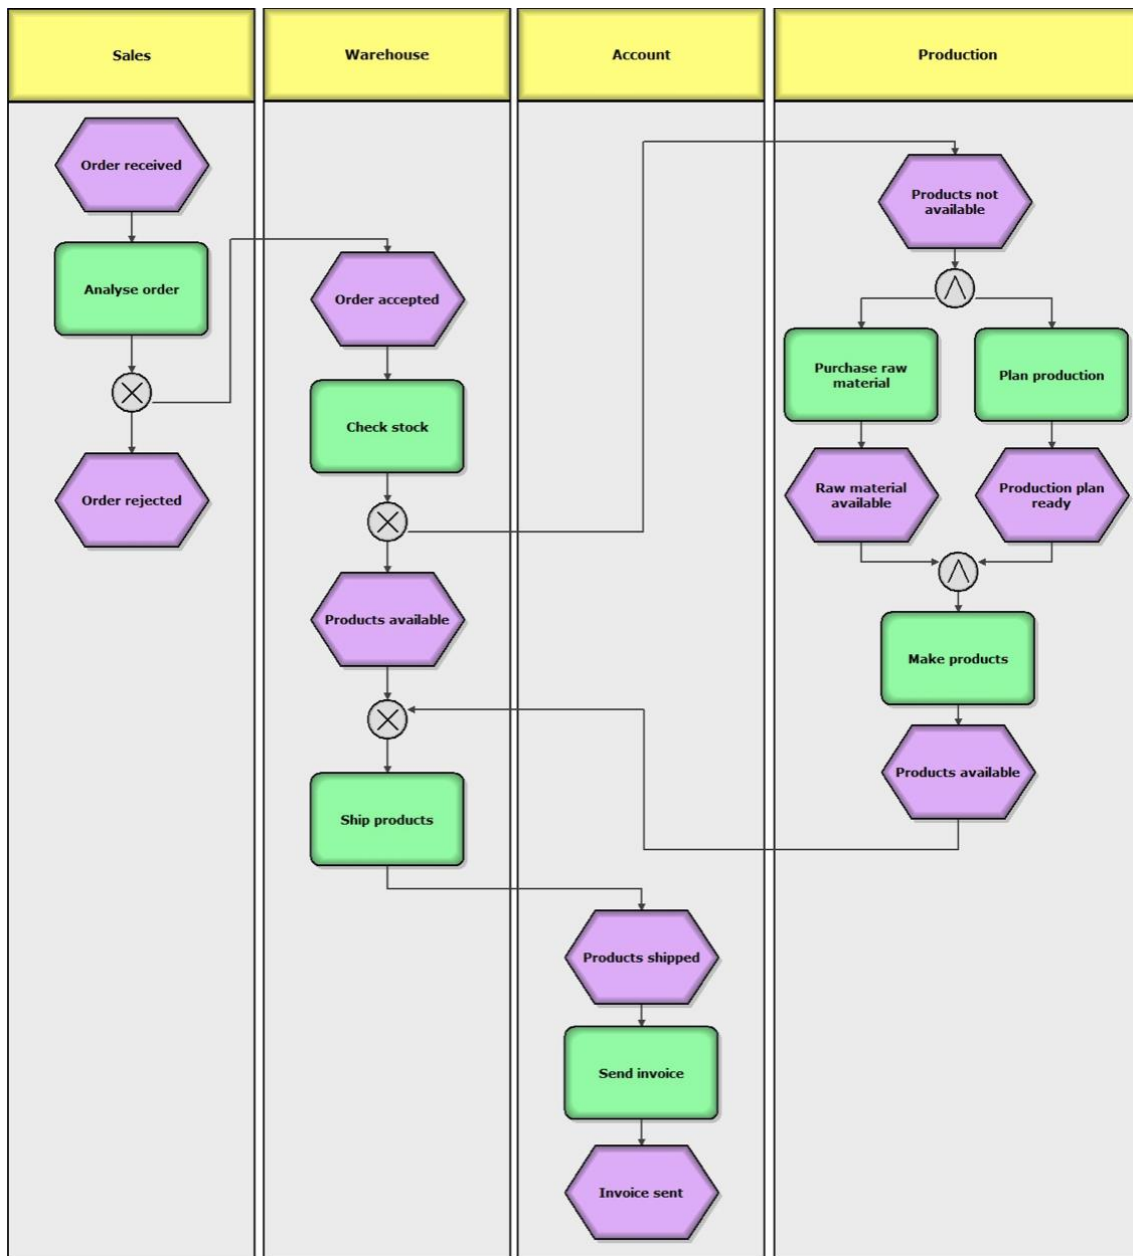 Sales
Warehouse
Account
Production
Order received
Analyse order
Order rejected
Order accepted
Check stock
Products available
Ship products
Products shipped
Send invoice
Invoice sent
Products not
available
Purchase raw
material
Plan production
Raw material
available
Production plan
ready
Make products
Products available